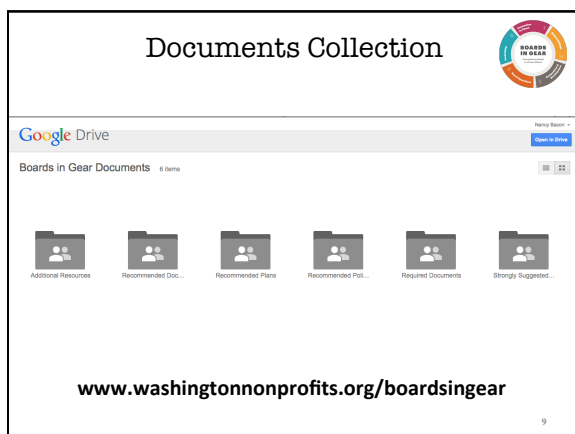 Documents Collection
BOARDS
IN GEAR
Nancy Bacon
Google Drive
Open in Drive
Boards in Gear Documents 6 items
Additional Resources Recommended Doc... Recommended Plans Recommended Poli... Required Documents Strongly Suggested...
www.washingtonnonprofits.org/boardsingear
9